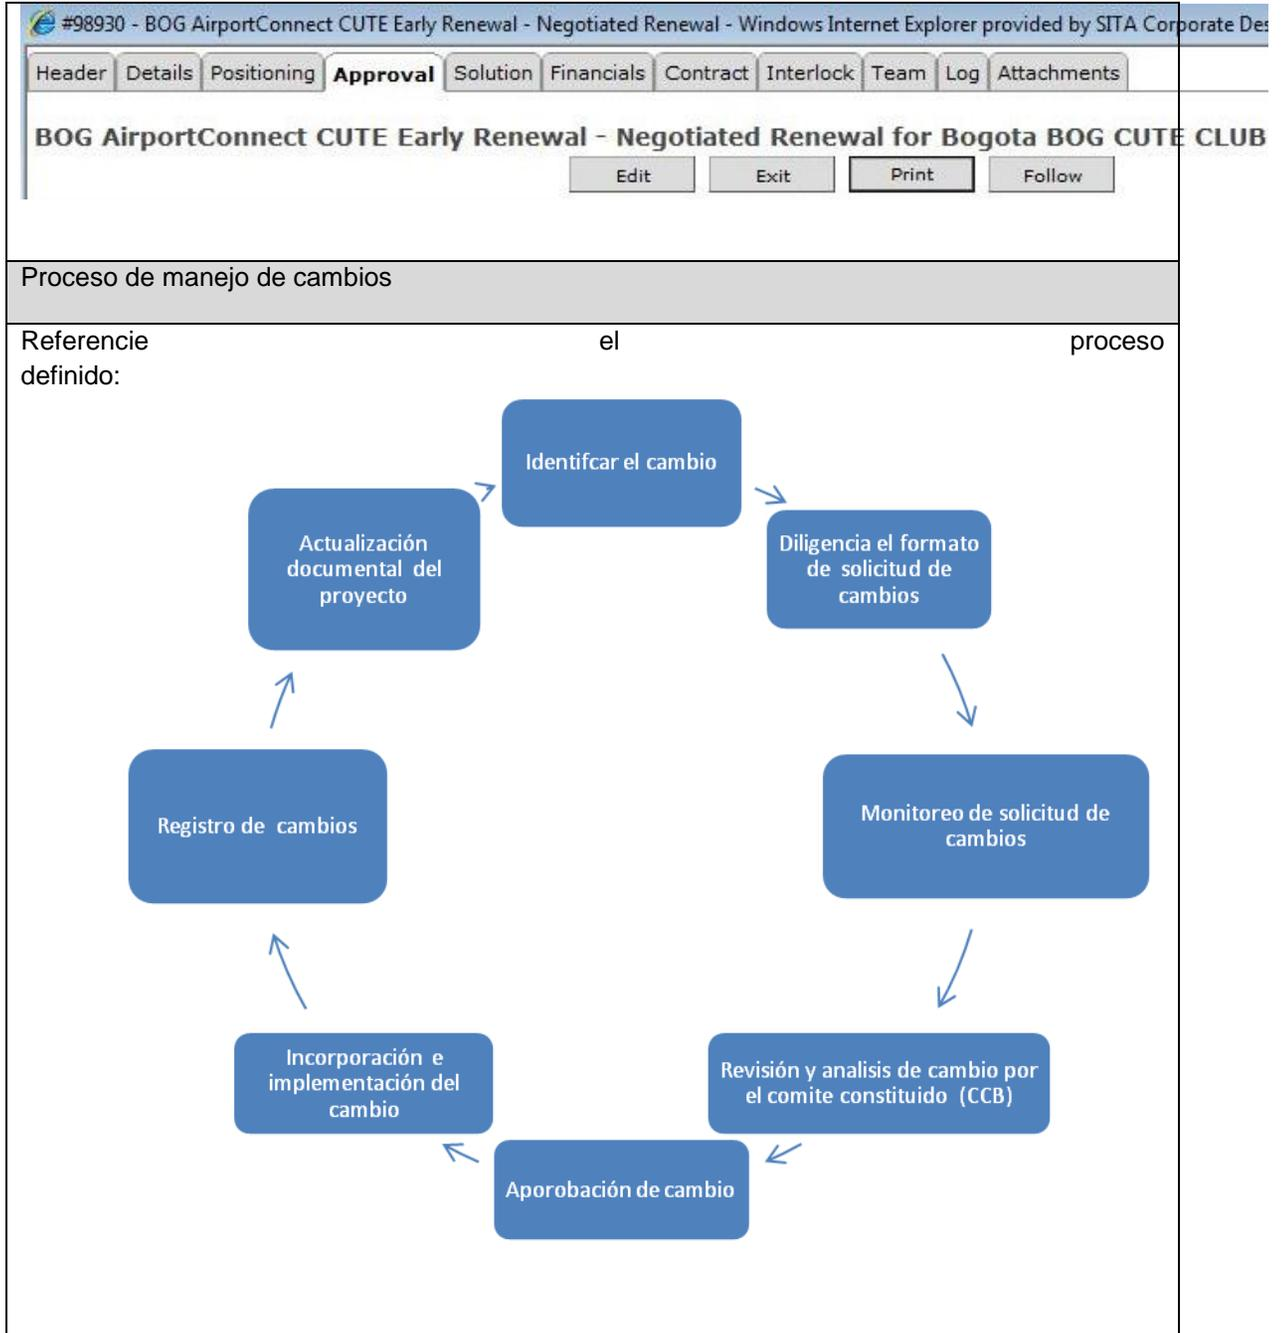 #98930 - BOG AirportConnect CUTE Early Renewal - Negotiated Renewal - Windows Internet Explorer provided by SITA Corporate Des
Header Details Positioning Approval Solution Financials Contract Interlock Team Log Attachments
BOG AirportConnect CUTE Early Renewal - Negotiated Renewal for Bogota BOG CUTE CLUB
Edit Exit Print Follow
Proceso de manejo de cambios
Referencie el proceso
definido:
Identifcar el cambio
Diligencia el formato
de solicitud de
cambios
Monitoreo de solicitud de
cambios
Revisión y analisis de cambio por
el comite constituido (CCB)
Aporobación de cambio
Incorporación e
implementación del
cambio
Registro de cambios
Actualización
documental del
proyecto